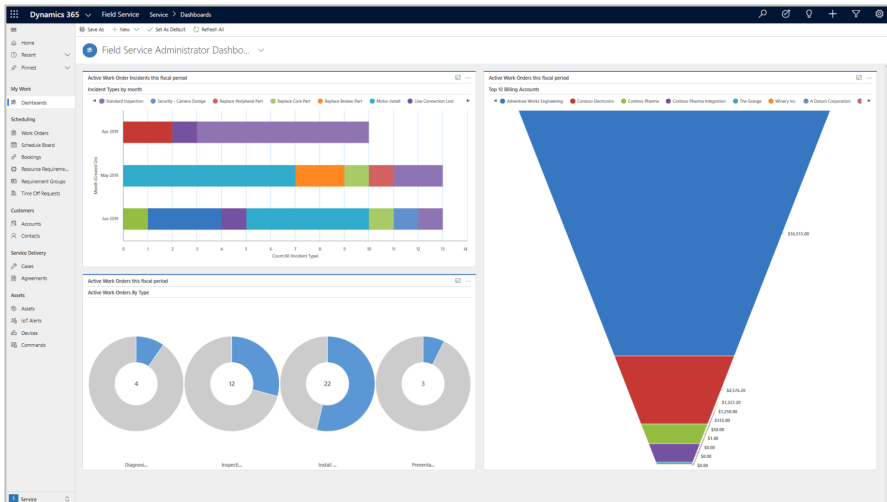 Dynamics 365 Field Service Service > Dashboards
Save As + New Set As Default Refresh All
Home
Recent
Pinned
My Work
Dashboards
Scheduling
Work Orders
Schedule Board
Bookings
Resource Requireme...
Requirement Groups
Time Off Requests
Customers
Accounts
Contacts
Service Delivery
Cases
Agreements
Assets
Assets
IoT Alerts
Devices
Commands
S Service
Field Service Administrator Dashbo...
Active Work Order Incidents this fiscal period
Incident Types by month
Standard Inspection Security - Camera Outage Replace Peripheral Part Replace Core Part Replace Broken Part Motor Install Line Connection Lost
Month (Created On)
Apr 2019
May 2019
Jun 2019
0 1 2 3 4 5 6 7 8 9 10 11 12 13 14
Count:All (Incident Type)
Active Work Orders this fiscal period
Active Work Orders By Type
4 12 22 3
Diagnosi... Inspecti... Install ... Preventa...
Active Work Orders this fiscal period
Top 10 Billing Accounts
Adventure Works Engineering Contoso Electronics Contoso Pharma Contoso Pharma Integration The Grange Winery Inc. A Datum Corporation
$16,515.00
$4,576.20
$1,323.20
$1,250.00
$135.00
$50.00
$1.00
$0.00
$0.00
$0.00